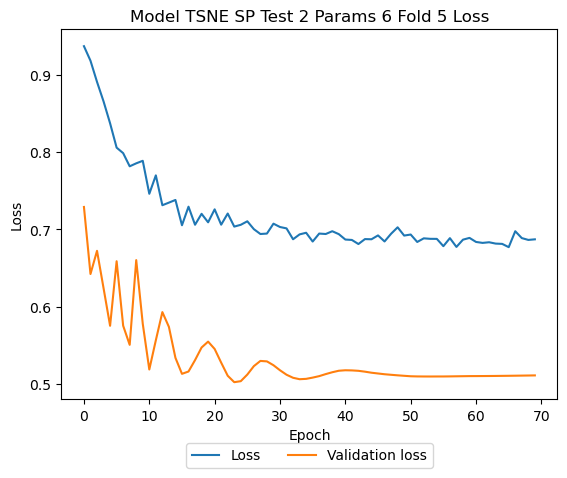 Model TSNE SP Test 2 Params 6 Fold 5 Loss
Loss
0.9
0.8
0.7
0.6
0.5
0 10 20 30 40 50 60 70
Epoch
Loss Validation loss